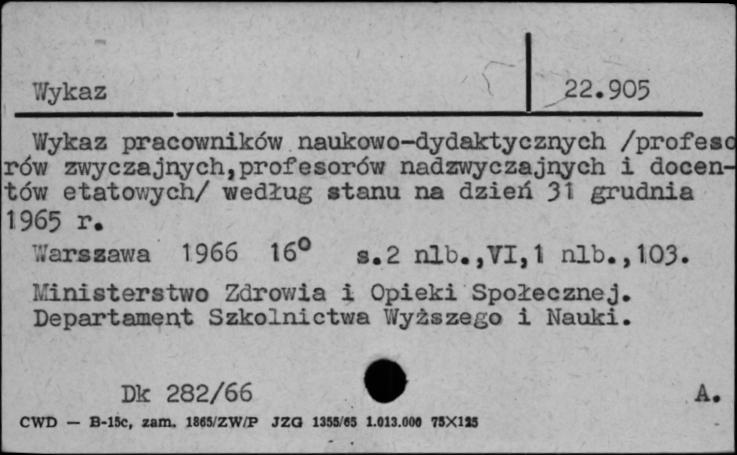 Wykaz 22.905
Wykaz pracowników naukowo-dydaktycznych /profeso
rów zwyczajnych,profesorów nadzwyczajnych i docen-
tów etatowych/ według stanu na dzień 31 grudnia
1965 r.
Warszawa 1966 16° s.2 nlb.,VI,1 nlb.,103.
Ministerstwo Zdrowia i Opieki Społecznej.
Departament Szkolnictwa Wyższego i Nauki.
Dk 282/66 A.
CWD — B-15c, zam. 1865/ZW/P JZG 1355/65 1.013.000 75X125